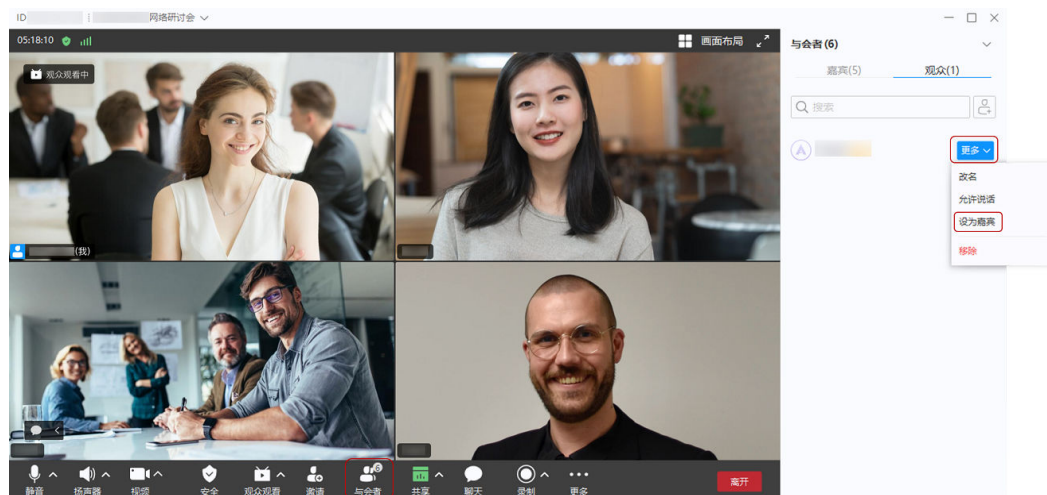 ID
网络研讨会
05:18:10
画面布局
与会者(6)
嘉宾(5)
观众(1)
观众观看中
搜索
更多
改名
允许说话
设为嘉宾
移除
(我)
静音
扬声器
视频
安全
观众观看
邀请
6
与会者
共享
聊天
录制
更多
离开